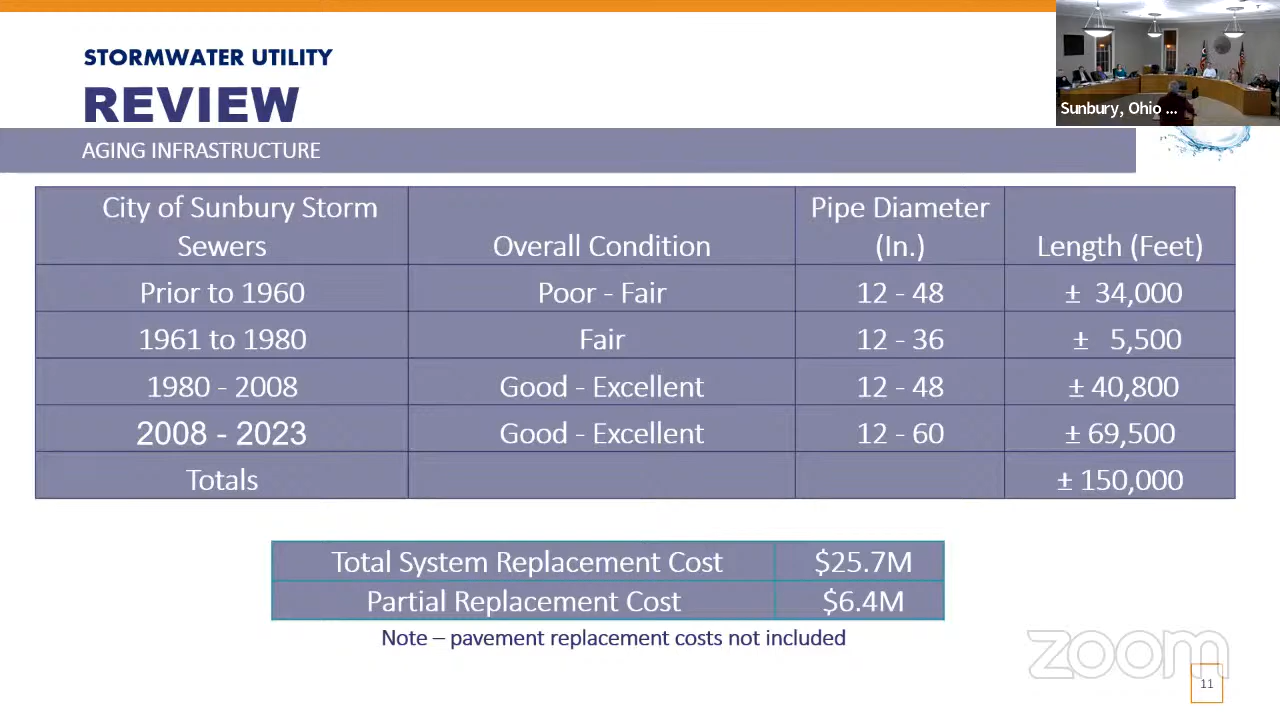 STORMWATER UTILITY
REVIEW
AGING INFRASTRUCTURE
Sunbury, Ohio ...
City of Sunbury Storm Sewers Overall Condition Pipe Diameter (In.) Length (Feet)
Prior to 1960 Poor - Fair 12 - 48 ± 34,000
1961 to 1980 Fair 12 - 36 ± 5,500
1980 - 2008 Good - Excellent 12 - 48 ± 40,800
2008 - 2023 Good - Excellent 12 - 60 ± 69,500
Totals ± 150,000
Total System Replacement Cost $25.7M
Partial Replacement Cost $6.4M
Note – pavement replacement costs not included
zoom
11